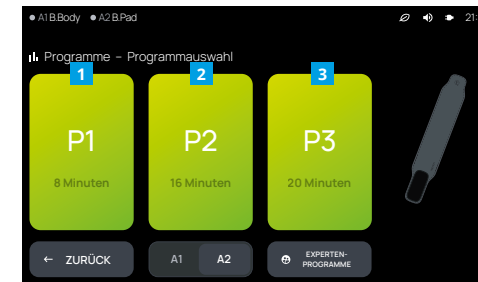 A1 B.Body A2 B.Pad 21:
Programme – Programmauswahl
1 2 3
P1 P2 P3
8 Minuten 16 Minuten 20 Minuten
← ZURÜCK A1 A2 EXPERTEN-
PROGRAMME